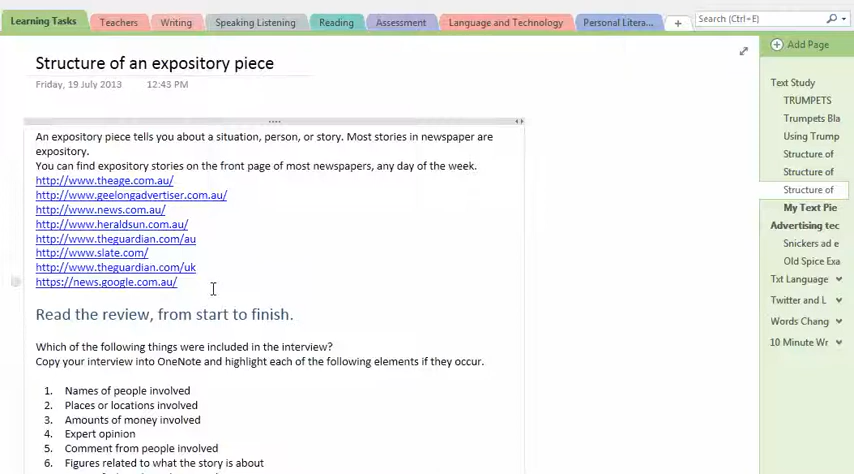 Learning Tasks Teachers Writing Speaking Listening Reading Assessment Language and Technology Personal Litera... Search (Ctrl+E)
Add Page
Structure of an expository piece
Friday, 19 July 2013 12:43 PM
An expository piece tells you about a situation, person, or story. Most stories in newspaper are
expository.
You can find expository stories on the front page of most newspapers, any day of the week.
http://www.theage.com.au/
http://www.geelongadvertiser.com.au/
http://www.news.com.au/
http://www.heraldsun.com.au/
http://www.theguardian.com/au
http://www.slate.com/
http://www.theguardian.com/uk
https://news.google.com.au/
Read the review, from start to finish.
Which of the following things were included in the interview?
Copy your interview into OneNote and highlight each of the following elements if they occur.
1. Names of people involved
2. Places or locations involved
3. Amounts of money involved
4. Expert opinion
5. Comment from people involved
6. Figures related to what the story is about
Text Study
TRUMPETS
Trumpets Bla
Using Trump
Structure of
Structure of
Structure of
My Text Pie
Advertising tec
Snickers ad e
Old Spice Exa
Txt Language
Twitter and L
Words Chang
10 Minute Wr